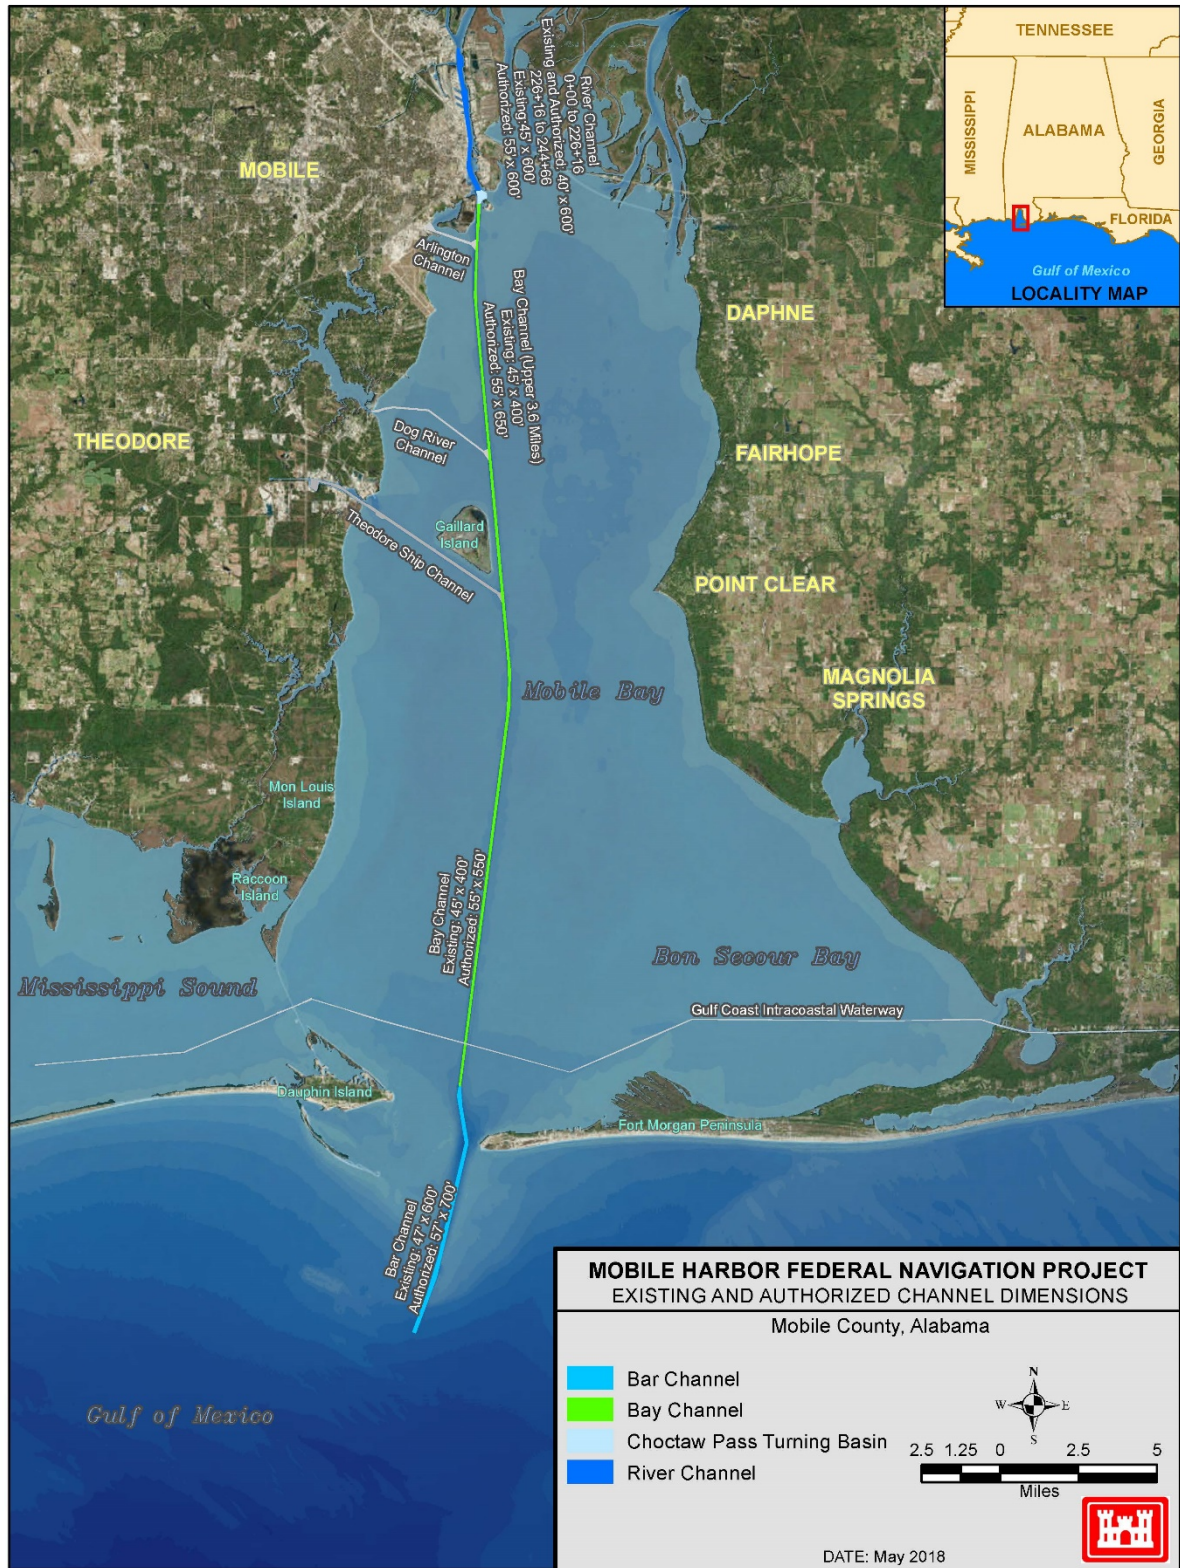 TENNESSEE
MISSISSIPPI
ALABAMA
GEORGIA
FLORIDA
Gulf of Mexico
LOCALITY MAP
River Channel
0+00 to 226+16
Existing and Authorized: 40' x 600'
226+16 to 244+66
Existing:45' x 600'
Authorized: 55' x 600'
MOBILE
Arlington
Channel
Bay Channel (Upper 3.6 Miles)
Existing: 45' x 400'
Authorized: 55' x 650'
DAPHNE
THEODORE
Dog River
Channel
FAIRHOPE
Gaillard
Island
Theodore Ship Channel
POINT CLEAR
Mobile Bay
MAGNOLIA
SPRINGS
Mon Louis
Island
Raccoon
Island
Bay Channel
Existing: 45' x 400'
Authorized: 55' x 550'
Bon Secour Bay
Mississippi Sound
Gulf Coast Intracoastal Waterway
Dauphin Island
Fort Morgan Peninsula
Bar Channel
Existing: 47' x 600'
Authorized: 57' x 700'
Gulf of Mexico
MOBILE HARBOR FEDERAL NAVIGATION PROJECT
EXISTING AND AUTHORIZED CHANNEL DIMENSIONS
Mobile County, Alabama
Bar Channel
Bay Channel
Choctaw Pass Turning Basin
River Channel
N
W E
S
2.5 1.25 0 2.5 5
Miles
DATE: May 2018